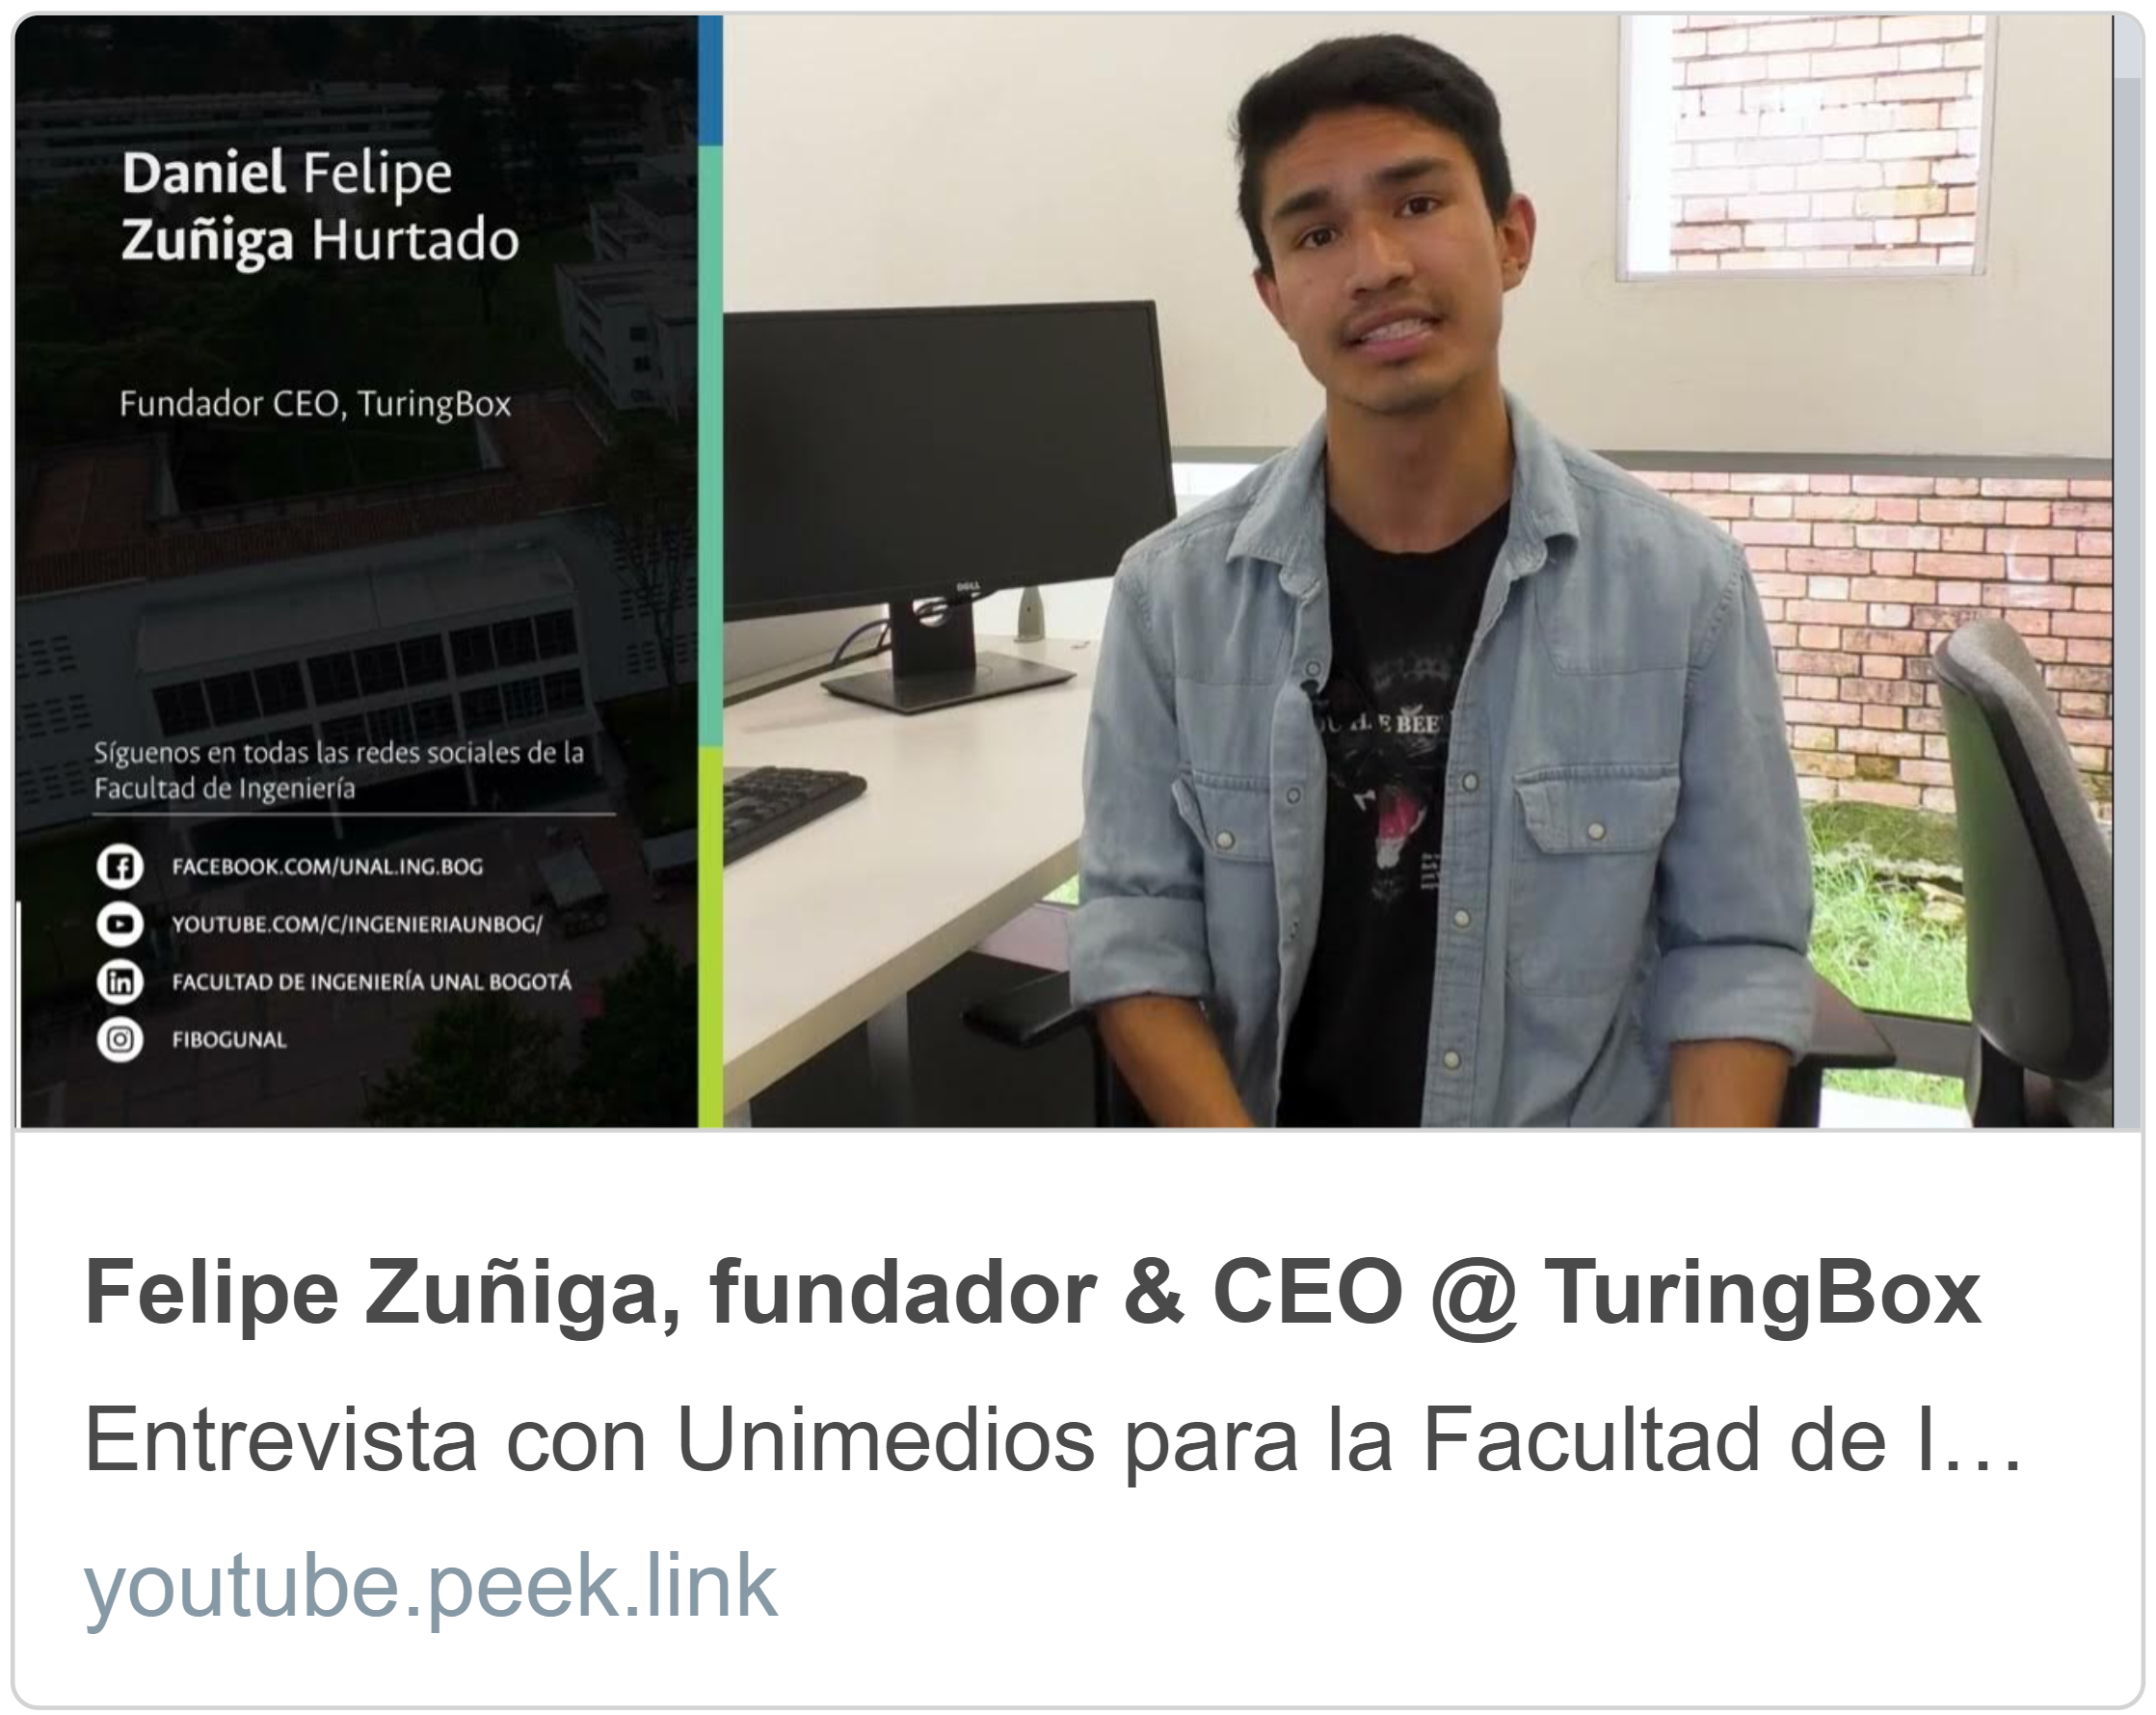 Daniel Felipe
Zuñiga Hurtado
Fundador CEO, TuringBox
Síguenos en todas las redes sociales de la
Facultad de Ingeniería
FACEBOOK.COM/UNAL.ING.BOG
YOUTUBE.COM/C/INGENIERIAUNBOG/
FACULTAD DE INGENIERÍA UNAL BOGOTÁ
FIBOGUNAL
DELL
BEE
Felipe Zuñiga, fundador & CEO @ TuringBox
Entrevista con Unimedios para la Facultad de I…
youtube.peek.link